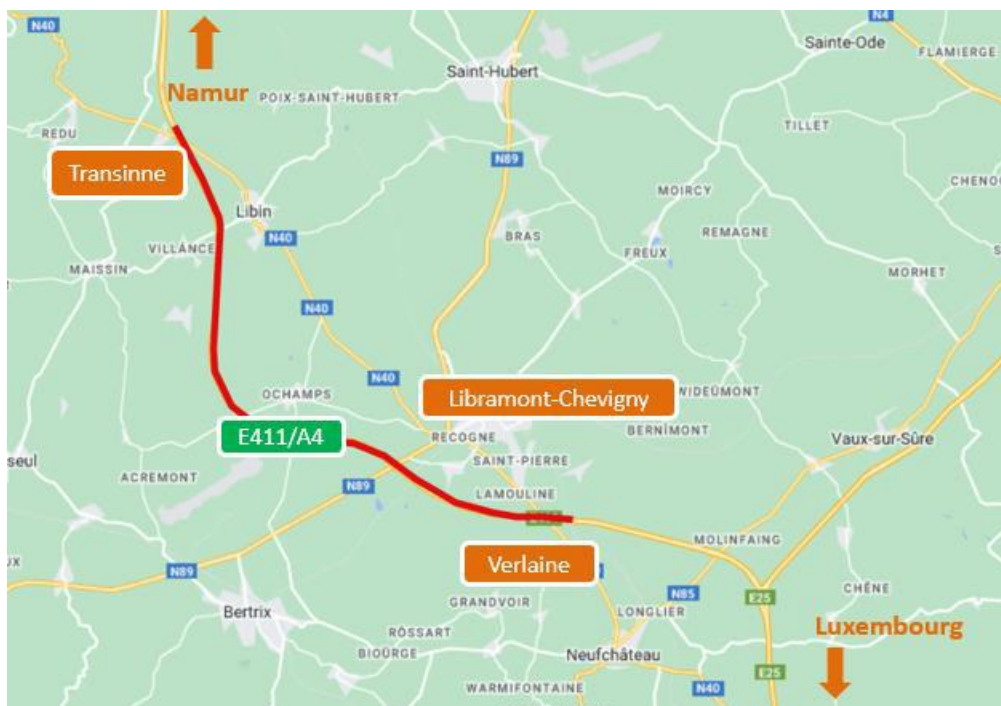 N40
N4
Sainte-Ode
FLAMIERGE
Saint-Hubert
Namur
POIX-SAINT-HUBERT
REDU
TILLET
N89
Transinne
CHENO
MOIRCY
Libin
REMAGNE
BRAS
N40
VILLANCE
FREUX
MAISSIN
MORHET
N40
N40
OCHAMPS
Libramont-Chevigny
WIDEUMONT
E411/A4
RECOGNE
BERNIMONT
Vaux-sur-Sûre
seul
SAINT-PIERRE
ACREMONT
N89
LAMOULINE
MOLINFAING
Verlaine
UX
N89
CHÊNE
N85
E25
GRANDVOIR
LONGLIER
Bertrix
Luxembourg
ROSSART
BIOURGE
Neufchâteau
E25
WARMIFONTAINE
N40